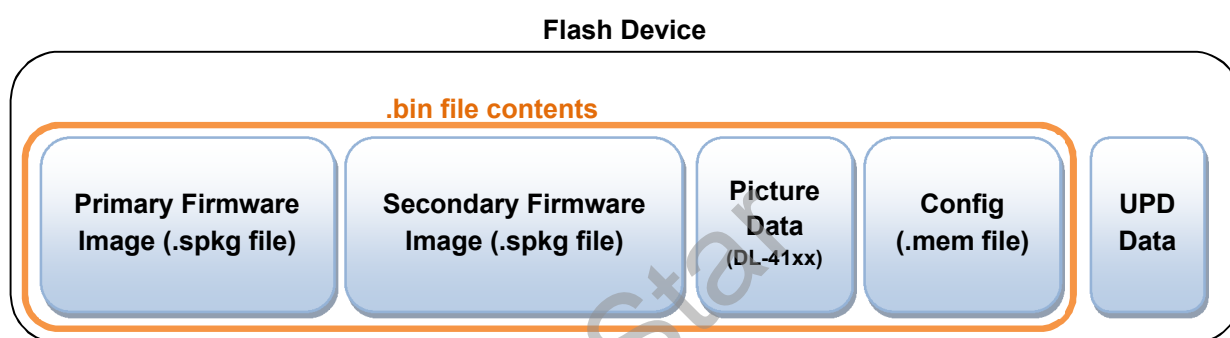 Flash Device
.bin file contents
Primary Firmware
Image (.spkg file)
Secondary Firmware
Image (.spkg file)
Picture
Data
(DL-41xx)
Config
(.mem file)
UPD
Data
Star